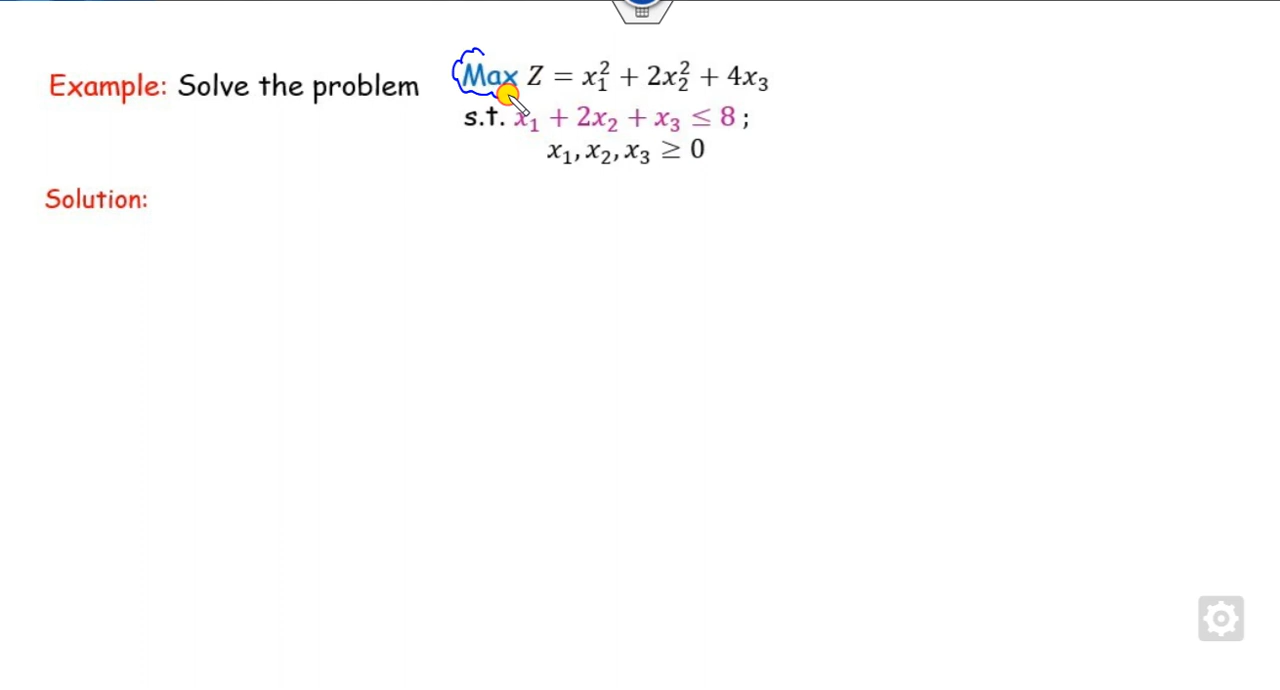 Example: Solve the problem Max Z = x₁² + 2x₂² + 4x₃
s.t. x₁ + 2x₂ + x₃ ≤ 8 ;
x₁, x₂, x₃ ≥ 0
Solution: